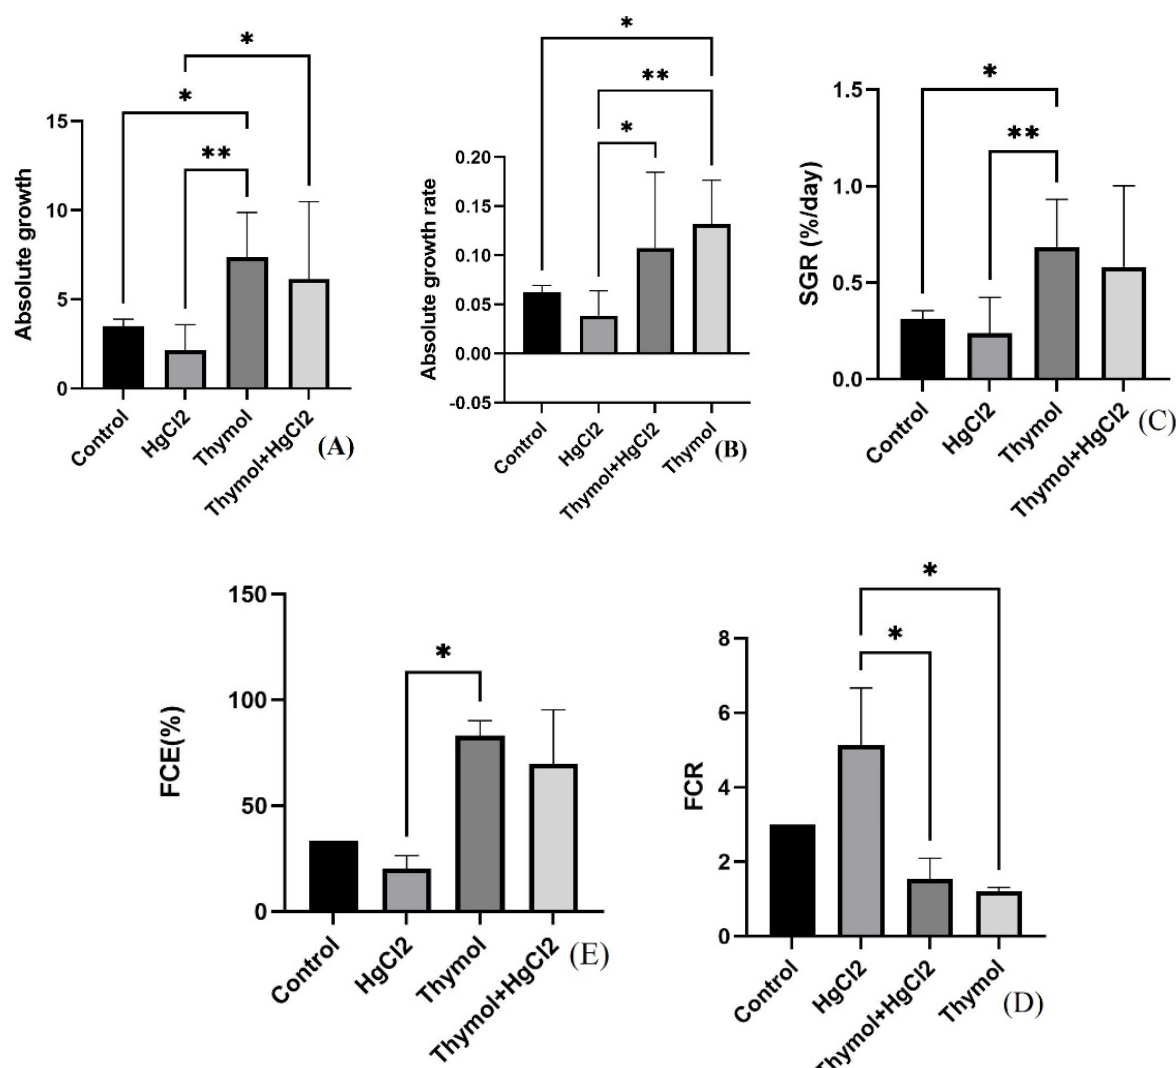 *
*
**
Absolute growth
15
10
5
0
Control
HgCl2
Thymol
Thymol+HgCl2
(A)
*
**
*
Absolute growth rate
0.20
0.15
0.10
0.05
0.00
-0.05
Control
HgCl2
Thymol+HgCl2
Thymol
(B)
*
**
SGR (%/day)
1.5
1.0
0.5
0.0
Control
HgCl2
Thymol
Thymol+HgCl2
(C)
*
FCE(%)
150
100
50
0
Control
HgCl2
Thymol
Thymol+HgCl2
(E)
*
*
FCR
8
6
4
2
0
Control
HgCl2
Thymol+HgCl2
Thymol
(D)